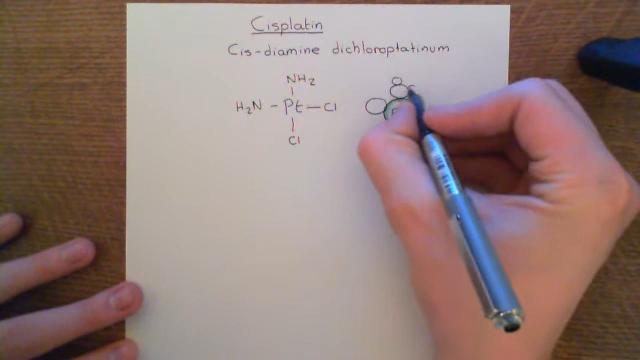 Cisplatin
Cis-diamine dichloroplatinum
NH2
H2N - Pt - Cl
Cl